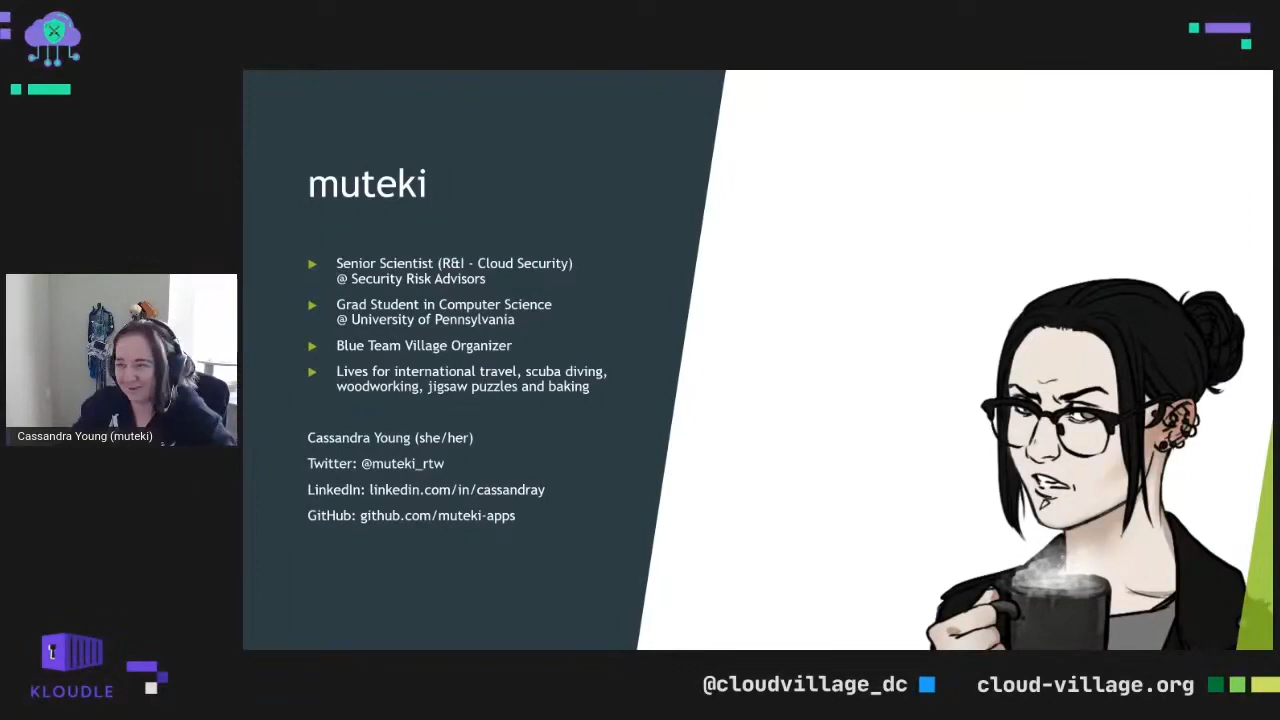 muteki
Senior Scientist (R&I - Cloud Security)
@ Security Risk Advisors
Grad Student in Computer Science
@ University of Pennsylvania
Blue Team Village Organizer
Lives for international travel, scuba diving,
woodworking, jigsaw puzzles and baking
Cassandra Young (she/her)
Twitter: @muteki_rtw
LinkedIn: linkedin.com/in/cassandray
GitHub: github.com/muteki-apps
Cassandra Young (muteki)
KLOUDLE
@cloudvillage_dc
cloud-village.org